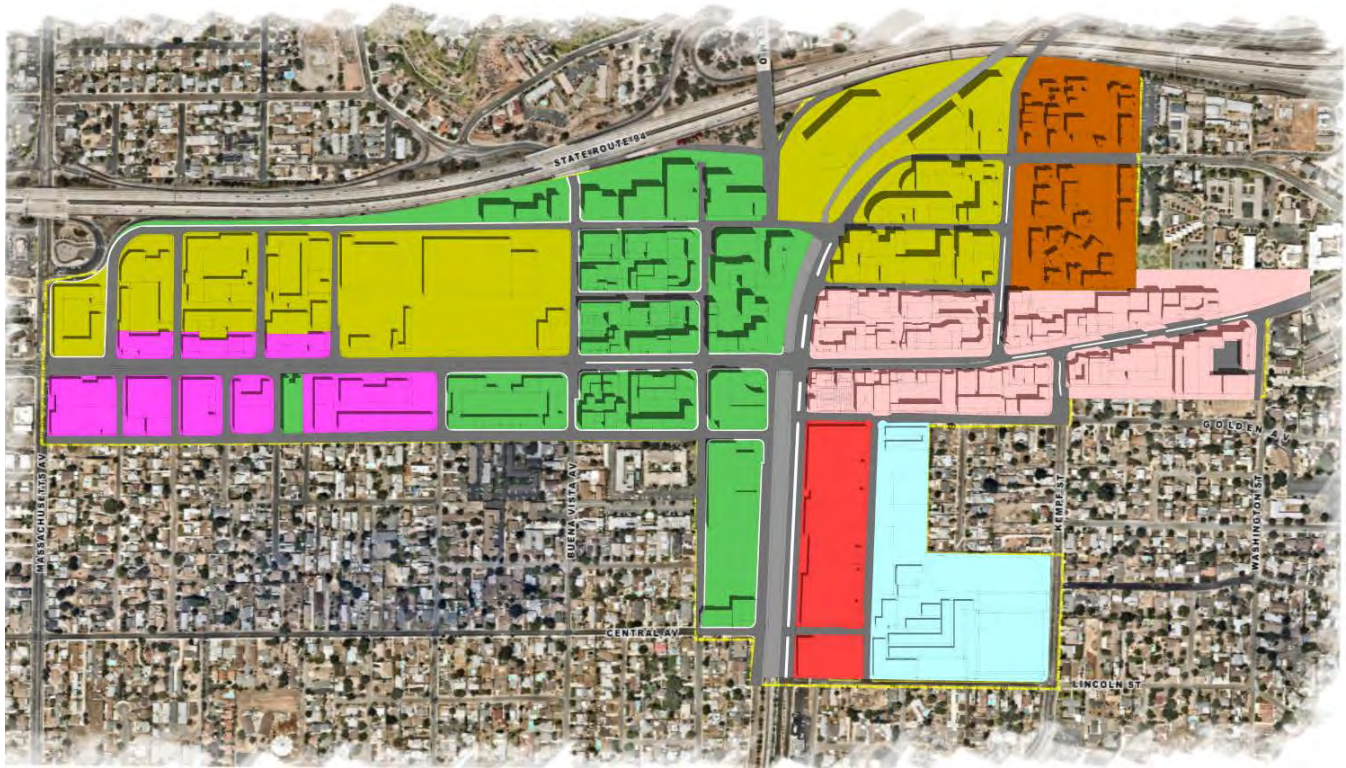 STATE ROUTE 94
GOLDEN AV
MASSACHUSETTS AV
BUENA VISTA AV
KEMPF ST
WASHINGTON ST
CENTRAL AV
LINCOLN ST